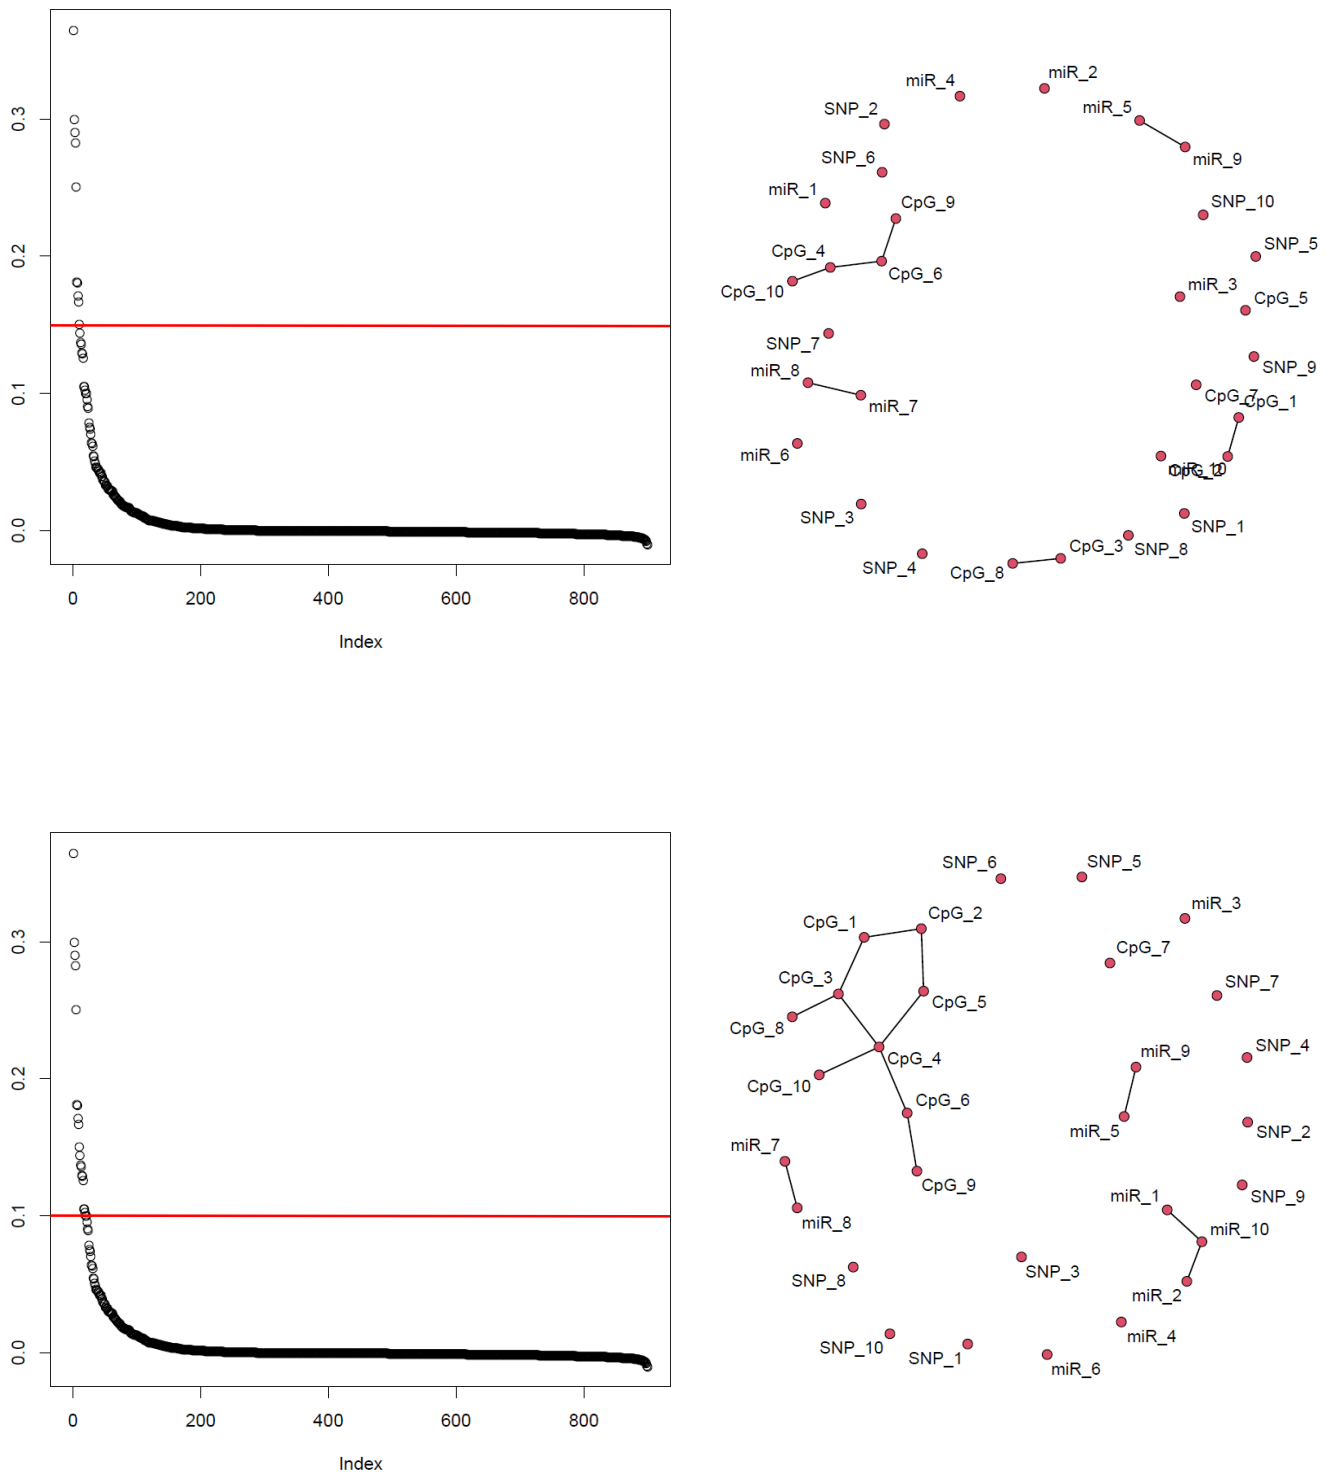 0.3
0.2
0.1
0.0
0 200 400 600 800
Index
miR_4
miR_2
SNP_2
miR_5
SNP_6
miR_9
miR_1
CpG_9
SNP_10
CpG_4
SNP_5
CpG_6
CpG_10
miR_3
CpG_5
SNP_7
miR_8
SNP_9
CpG_7
CpG_1
miR_7
miR_6
miR_10
CpG_2
SNP_3
SNP_1
CpG_3
SNP_8
SNP_4
CpG_8
0.3
0.2
0.1
0.0
0 200 400 600 800
Index
SNP_6
SNP_5
miR_3
CpG_1
CpG_2
CpG_7
CpG_3
SNP_7
CpG_5
CpG_8
CpG_4
miR_9
SNP_4
CpG_10
CpG_6
miR_5
SNP_2
miR_7
CpG_9
SNP_9
miR_1
miR_8
miR_10
SNP_8
SNP_3
miR_2
SNP_10
SNP_1
miR_4
miR_6